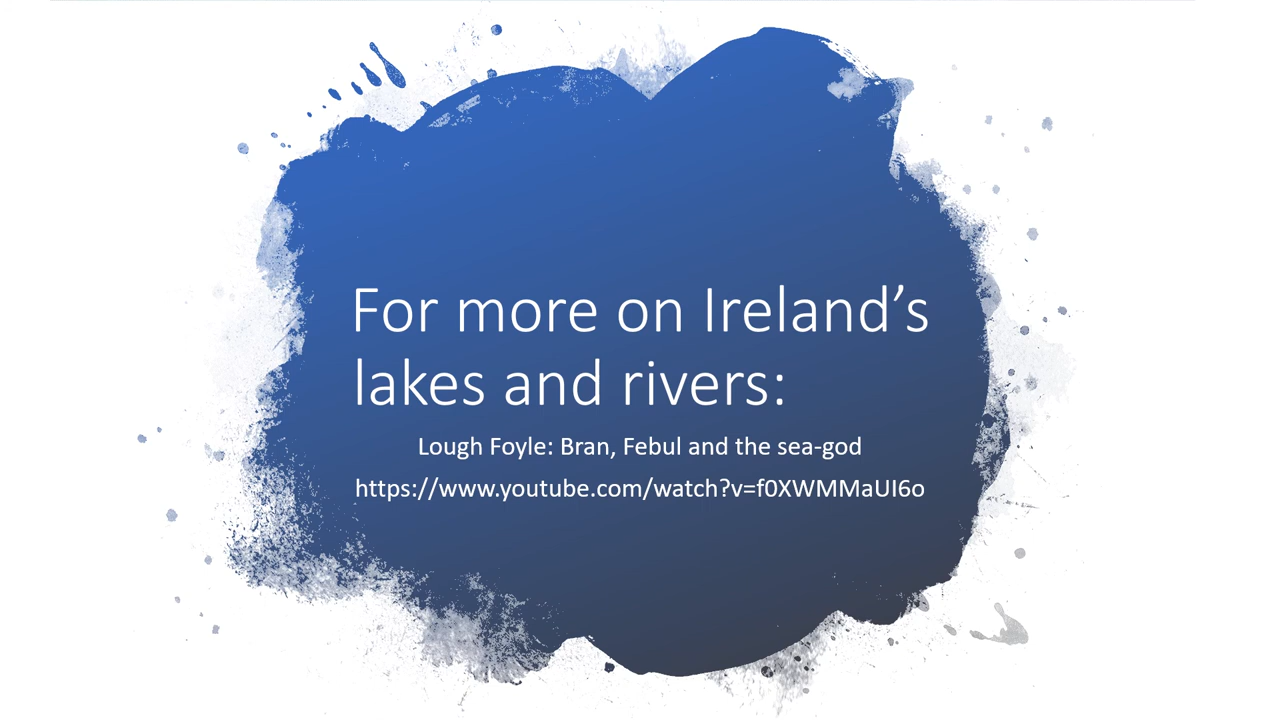 For more on Ireland’s
lakes and rivers:
Lough Foyle: Bran, Febul and the sea-god
https://www.youtube.com/watch?v=f0XWMMaUI6o